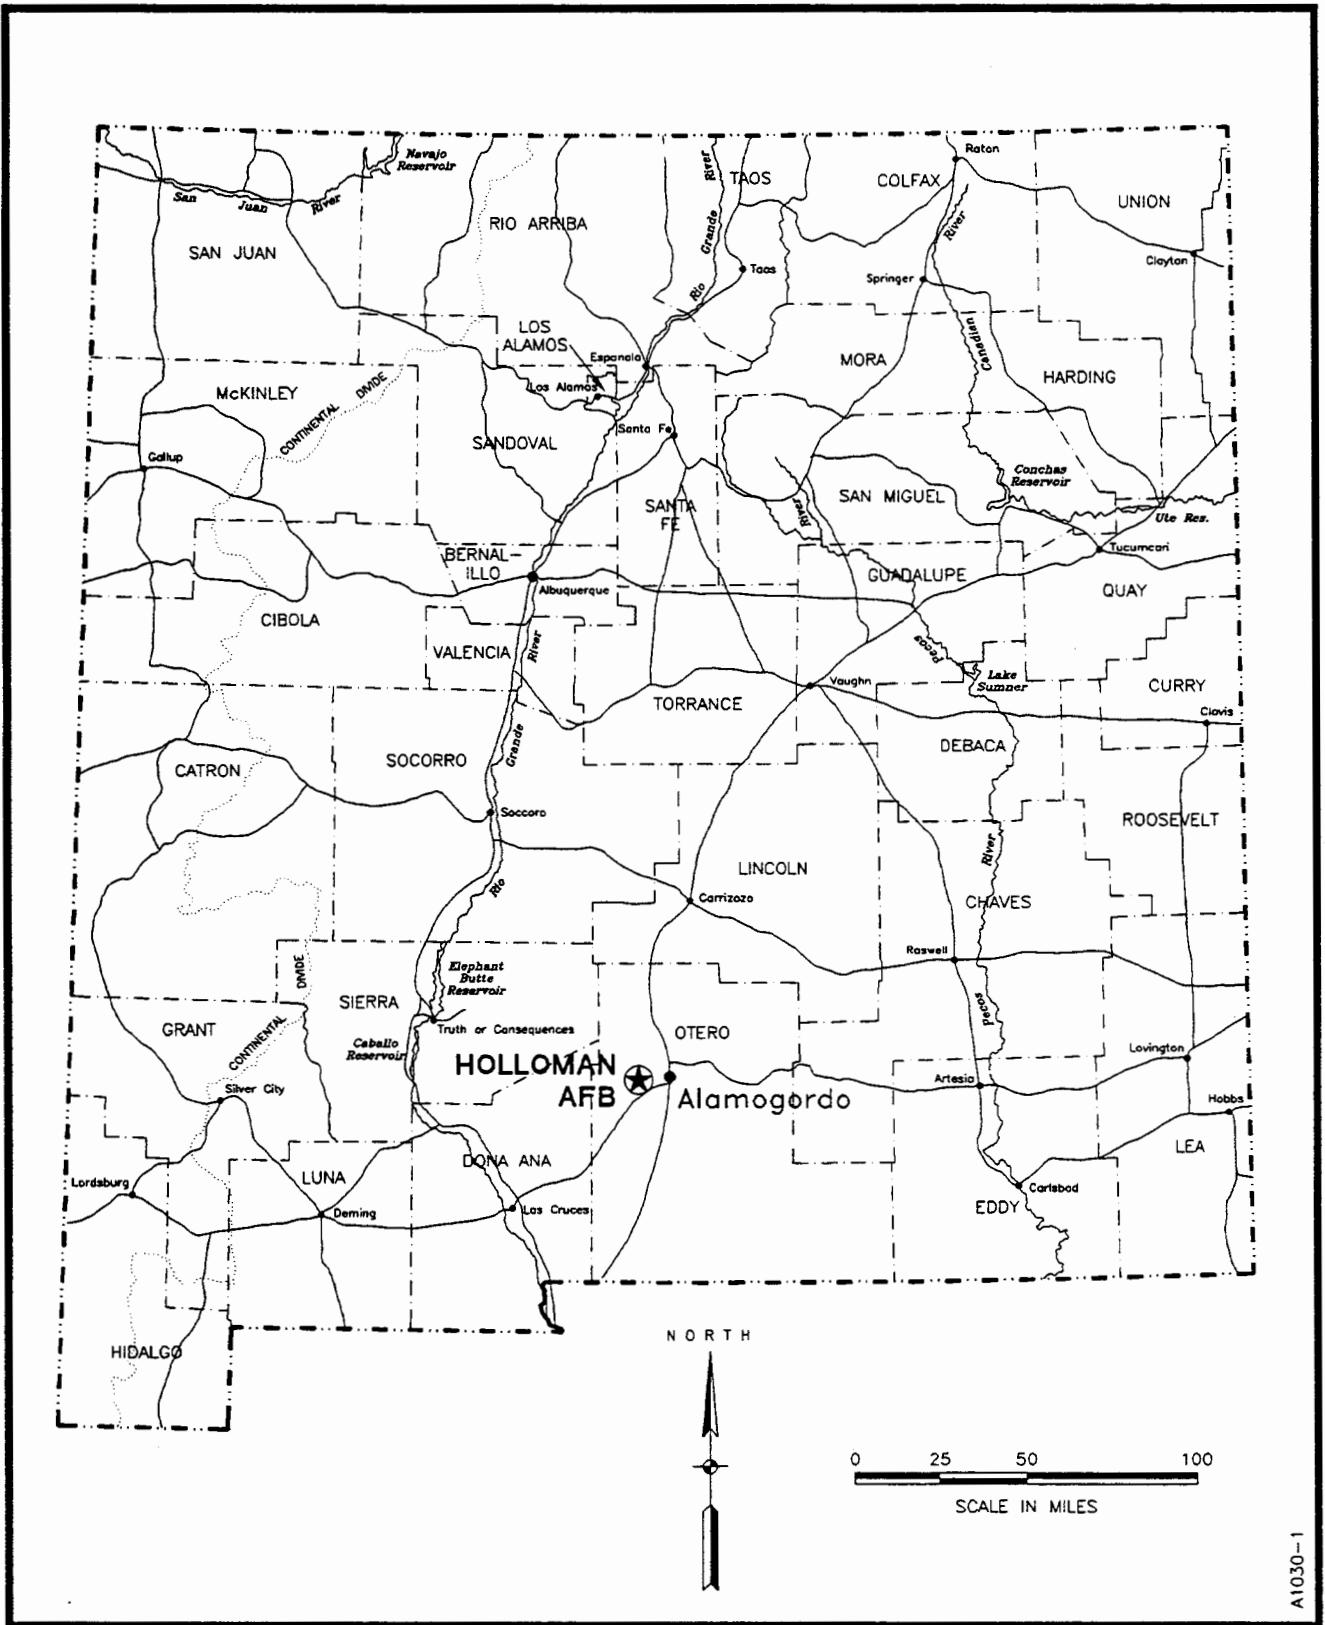 Raton
Navajo
Reservoir
River
TAOS
COLFAX
UNION
San
Juan
River
RIO ARRIBA
Grande
River
SAN JUAN
Taos
Clayton
Springer
Rio
LOS
ALAMOS
Canadian
Espanola
MORA
HARDING
McKINLEY
CONTINENTAL
DIVIDE
Los Alamos
SANDOVAL
Santa Fe
Gallup
Conchas
Reservoir
SAN MIGUEL
SANTA
FE
River
Ute Res.
BERNAL-
ILLO
Tucumcari
GUADALUPE
Albuquerque
QUAY
CIBOLA
River
VALENCIA
Pecos
Lake
Sumner
Vaughn
CURRY
TORRANCE
Clovis
Grande
DEBACA
SOCORRO
CATRON
Soccoro
ROOSEVELT
River
LINCOLN
Rio
Carrizozo
CHAVES
Roswell
DIVIDE
Elephant
Butte
Reservoir
SIERRA
Pecos
GRANT
CONTINENTAL
Truth or Consequences
OTERO
Caballo
Reservoir
Lovington
HOLLOMAN
AFB
Alamogordo
Artesia
Silver City
Hobbs
LEA
DONA ANA
LUNA
Lordsburg
Carlsbad
Deming
Las Cruces
EDDY
NORTH
HIDALGO
0 25 50 100
SCALE IN MILES
A1030-1